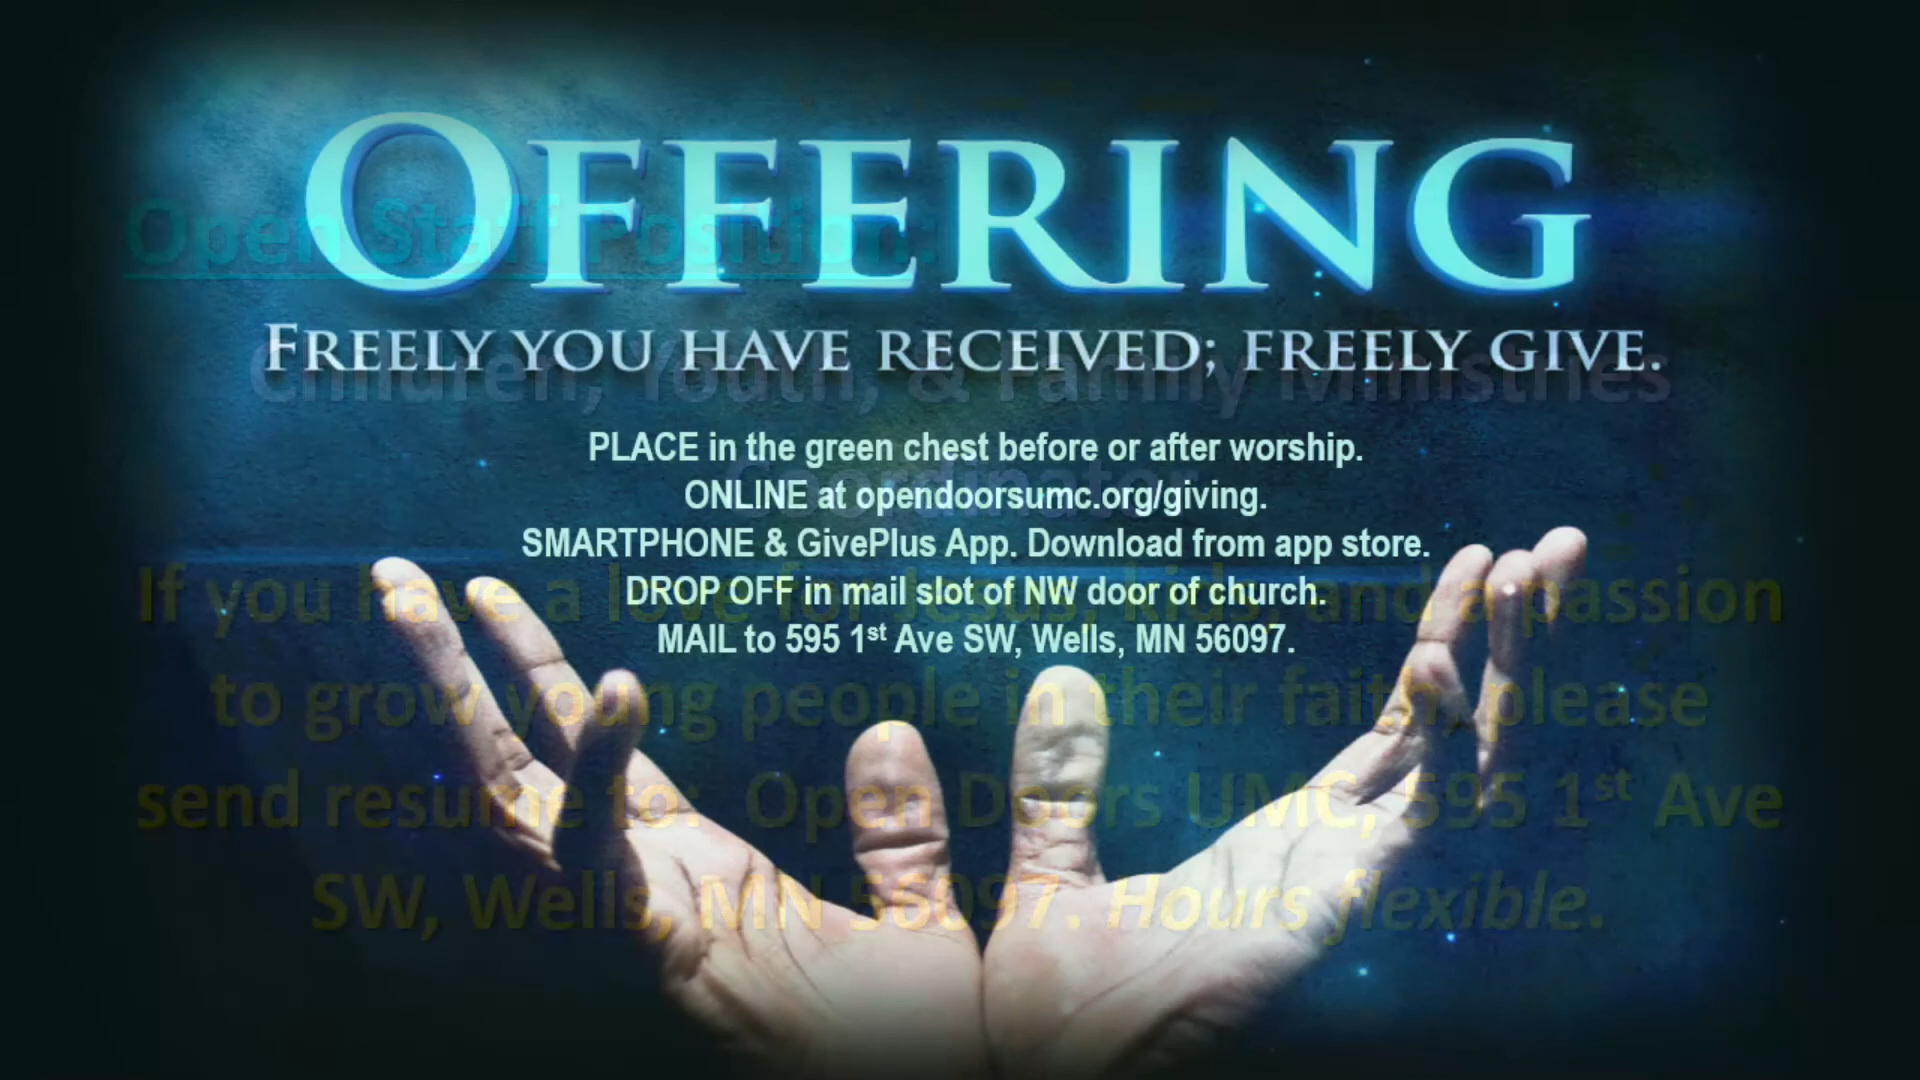 OFFERING
FREELY YOU HAVE RECEIVED; FREELY GIVE.
PLACE in the green chest before or after worship.
ONLINE at opendoorsumc.org/giving.
SMARTPHONE & GivePlus App. Download from app store.
DROP OFF in mail slot of NW door of church.
MAIL to 595 1st Ave SW, Wells, MN 56097.
Open Staff Position:
Children, Youth, & Family Ministries
Coordinator
If you have a love for Jesus, kids and a passion
to grow young people in their faith, please
send resume to: Open Doors UMC, 595 1st Ave
SW, Wells, MN 56097. Hours flexible.